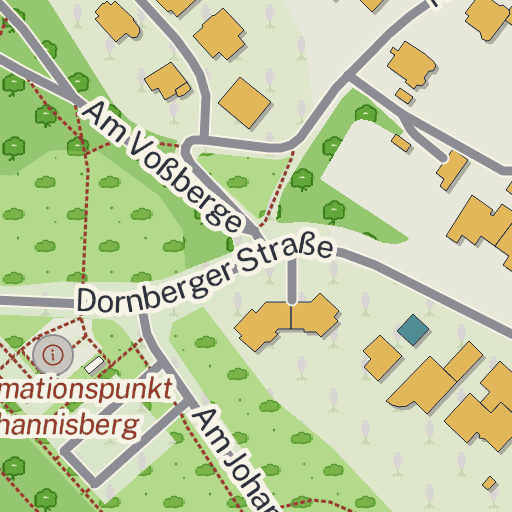 Am Voßberge
Dornberger Straße
mationspunkt
hannisberg
Am Johan